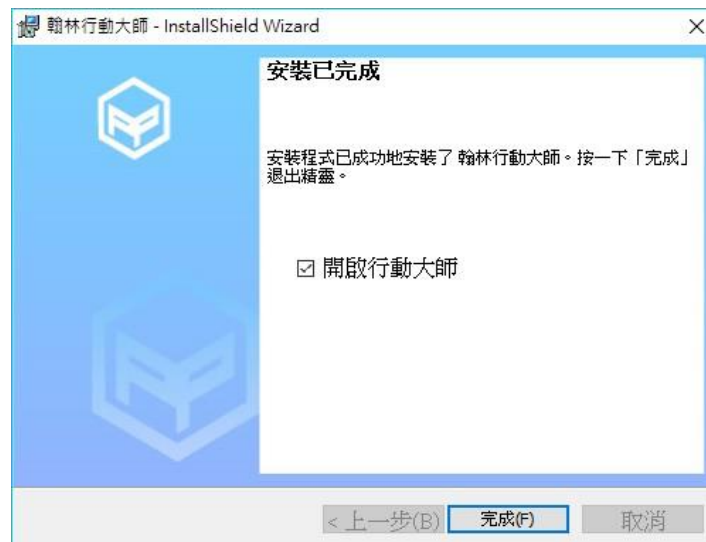 翰林行動大師 - InstallShield Wizard
安裝已完成
安裝程式已成功地安裝了 翰林行動大師。按一下「完成」
退出精靈。
開啟行動大師
< 上一步(B) 完成(F) 取消